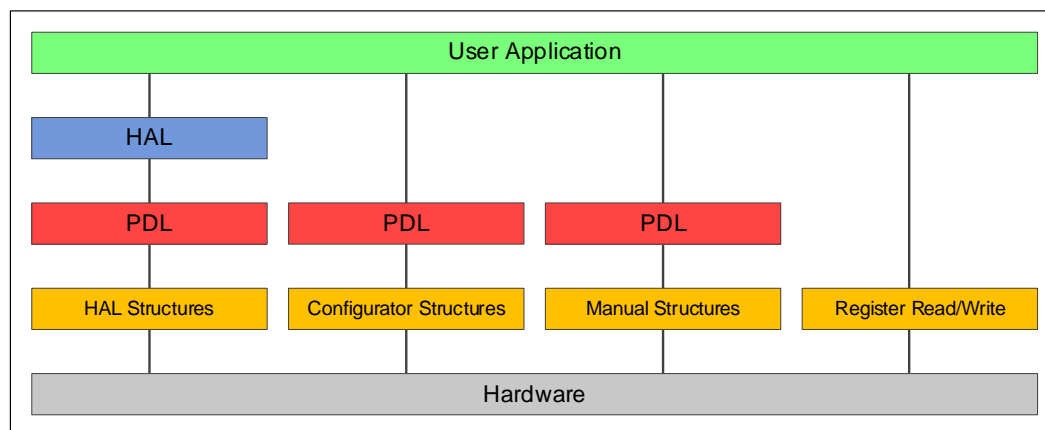 User Application
HAL
PDL
PDL
PDL
HAL Structures
Configurator Structures
Manual Structures
Register Read/Write
Hardware